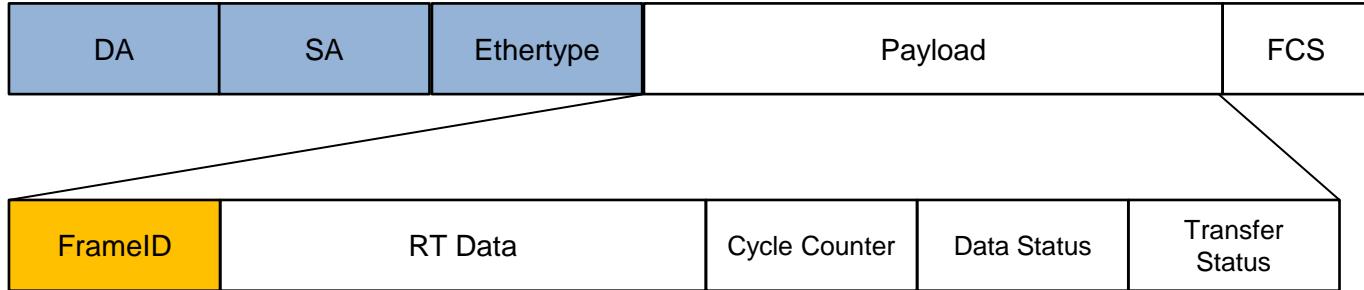 DA SA Ethertype Payload FCS
FrameID RT Data Cycle Counter Data Status Transfer
Status